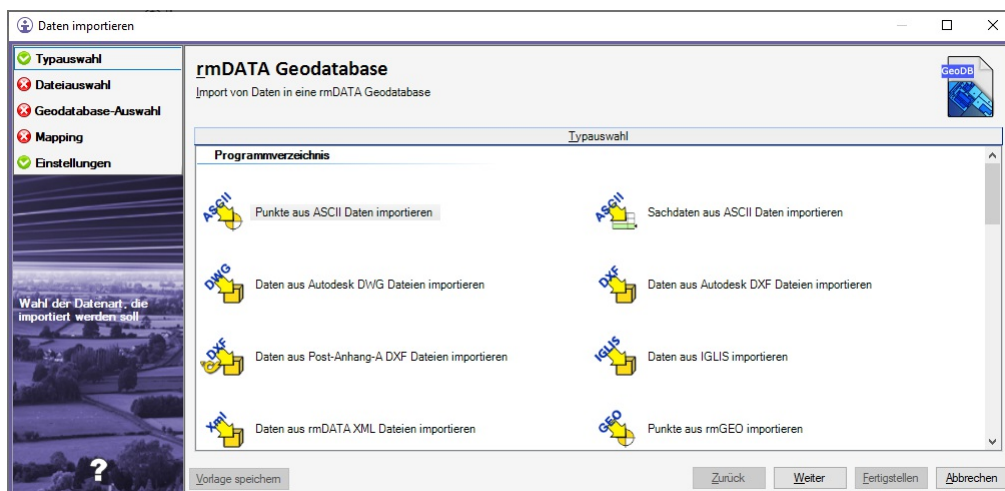 Daten importieren
Typauswahl
Dateiauswahl
Geodatabase-Auswahl
Mapping
Einstellungen
Wahl der Datenart, die
importiert werden soll
?
rmDATA Geodatabase
Import von Daten in eine rmDATA Geodatabase
GeoDB
Typauswahl
Programmverzeichnis
ASCII
Punkte aus ASCII Daten importieren
ASCII
Sachdaten aus ASCII Daten importieren
DWG
Daten aus Autodesk DWG Dateien importieren
DXF
Daten aus Autodesk DXF Dateien importieren
DXF
Daten aus Post-Anhang-A DXF Dateien importieren
IGLIS
Daten aus IGLIS importieren
Xml
Daten aus rmDATA XML Dateien importieren
GEO
Punkte aus rmGEO importieren
Vorlage speichern
Zurück
Weiter
Fertigstellen
Abbrechen